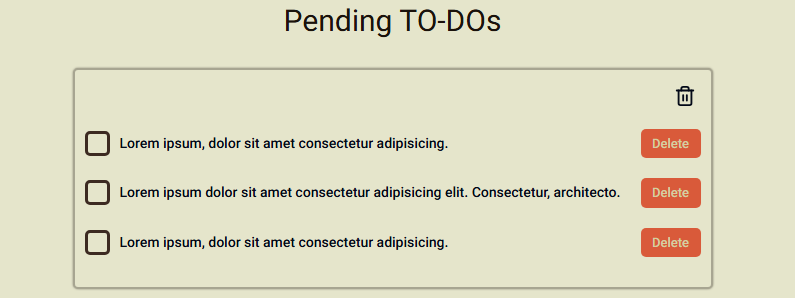 Pending TO-DOs
Lorem ipsum, dolor sit amet consectetur adipisicing.
Delete
Lorem ipsum dolor sit amet consectetur adipisicing elit. Consectetur, architecto.
Delete
Lorem ipsum, dolor sit amet consectetur adipisicing.
Delete